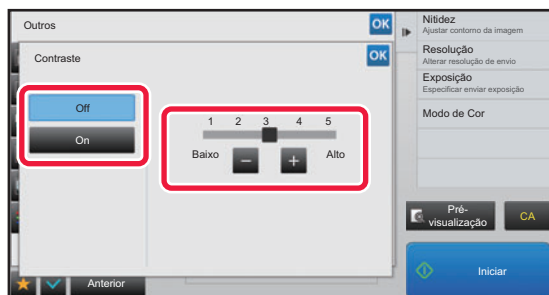 Outros
OK
Contraste
OK
Off
On
1 2 3 4 5
Baixo
Alto
Anterior
Nitidez
Ajustar contorno da imagem
Resolução
Alterar resolução de envio
Exposição
Especificar enviar exposição
Modo de Cor
Pré-
visualização
CA
Iniciar